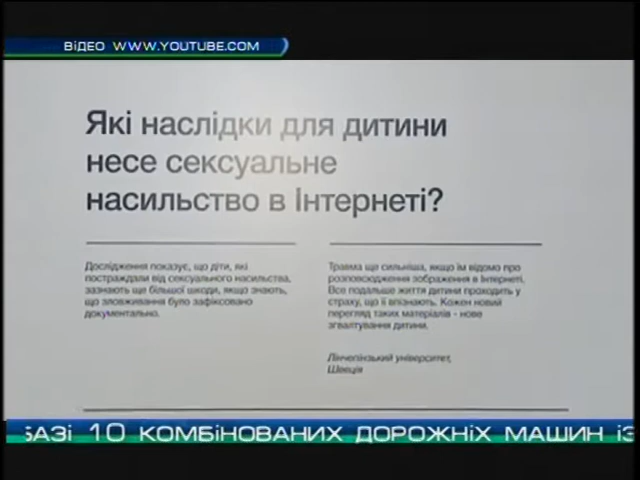 ВІДЕО WWW.YOUTUBE.COM
Які наслідки для дитини
несе сексуальне
насильство в Інтернеті?
Дослідження показує, що діти, які
постраждали від сексуального насильства,
зазнають ще більшої шкоди, якщо знають,
що зловживання було зафіксовано
документально.
Травма ще сильніша, якщо їм відомо про
розповсюдження зображення в Інтернеті.
Все подальше життя дитини проходить у
страху, що її впізнають. Кожен новий
перегляд таких матеріалів - нове
згвалтування дитини.
Лінчепінзький університет,
Швеція
БАЗІ 10 КОМБІНОВАНИХ ДОРОЖНІХ МАШИН ІЗ